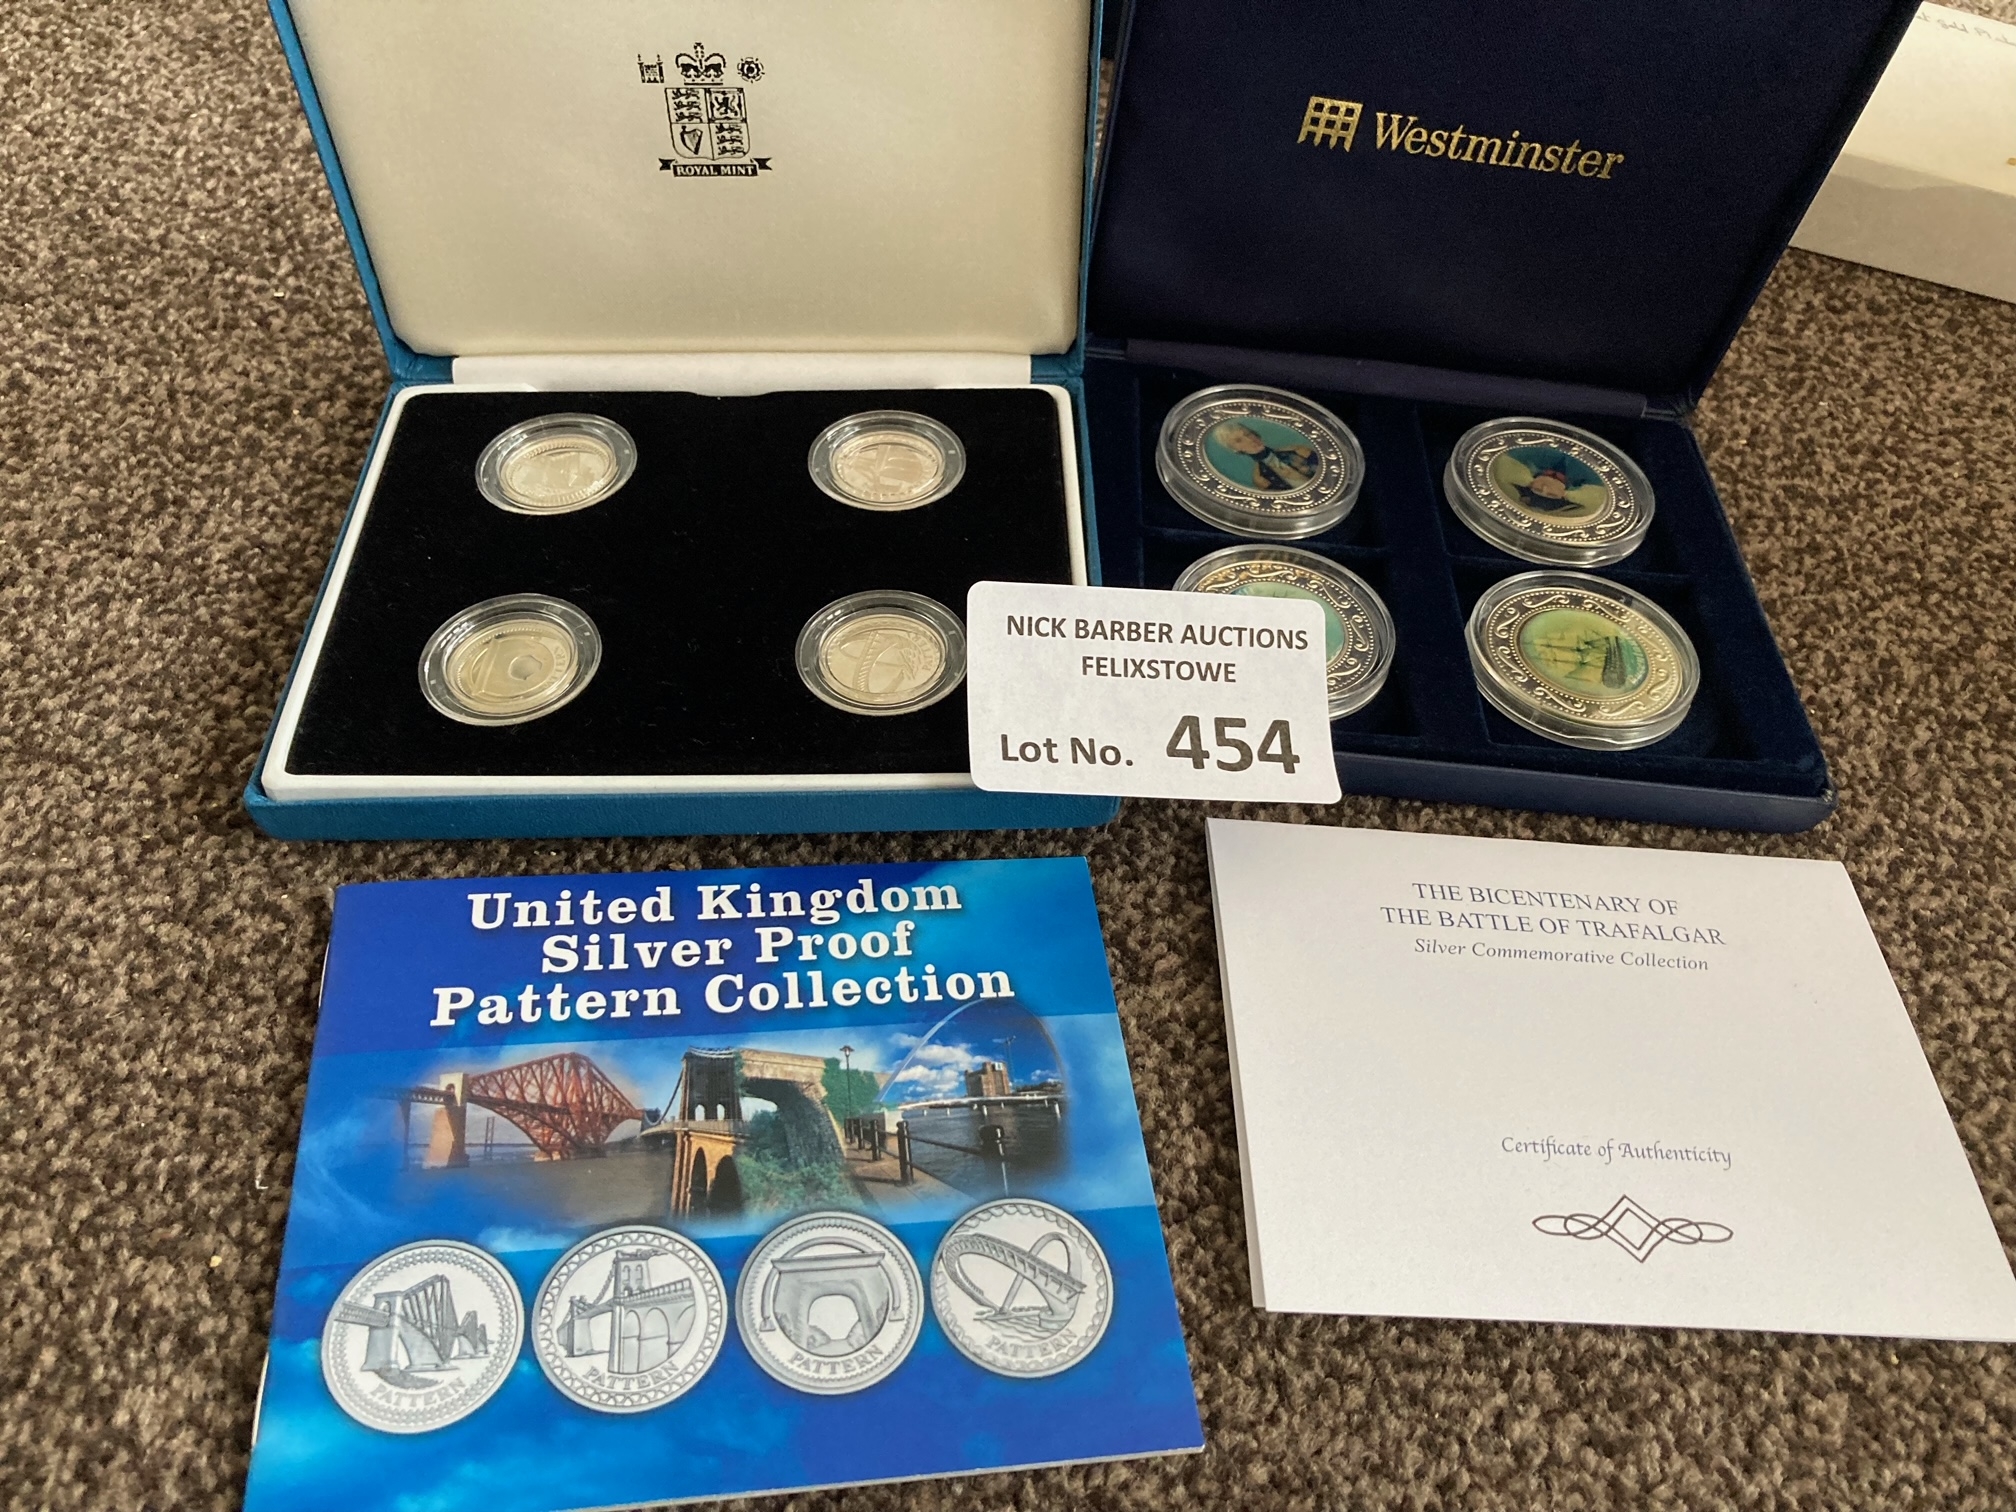 ROYAL MINT
Westminster
NICK BARBER AUCTIONS
FELIXSTOWE
Lot No. 454
United Kingdom
Silver Proof
Pattern Collection
PATTERN
PATTERN
PATTERN
PATTERN
THE BICENTENARY OF
THE BATTLE OF TRAFALGAR
Silver Commemorative Collection
Certificate of Authenticity